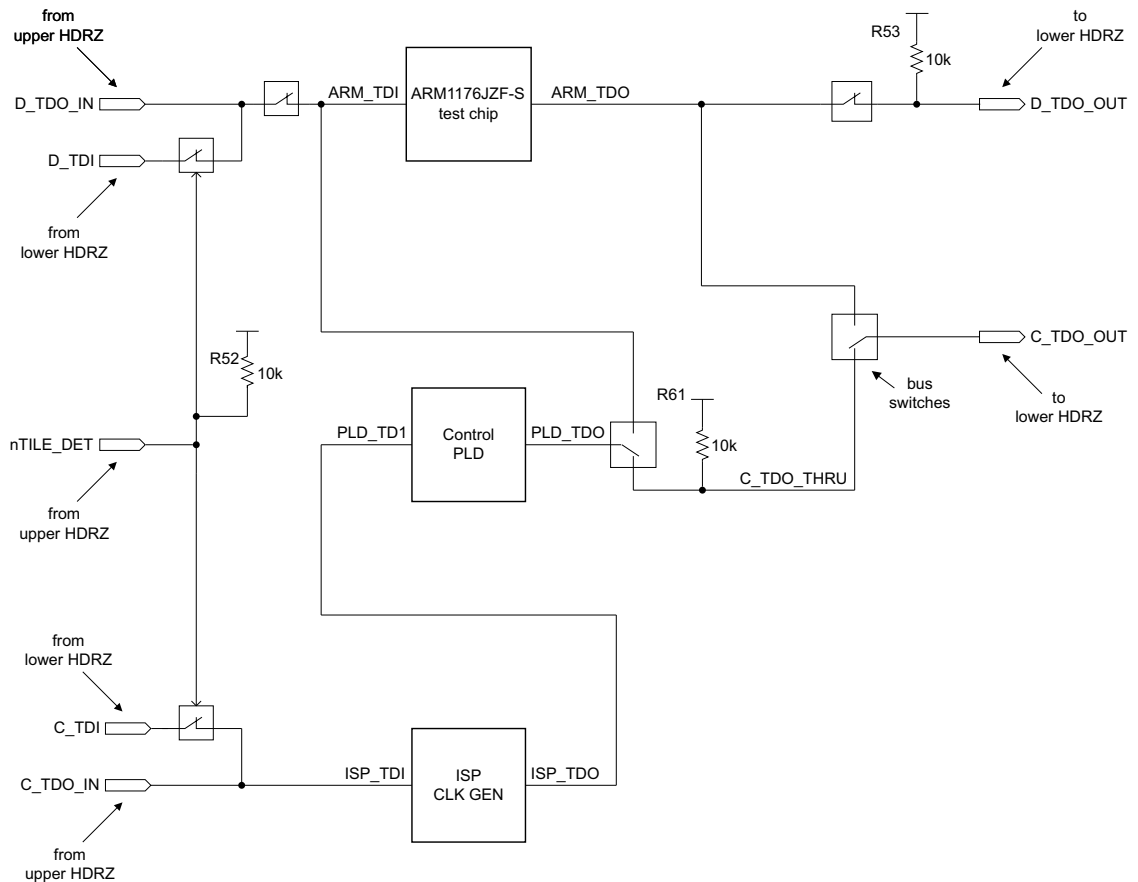 from
upper HDRZ
to
lower HDRZ
R53
10k
D_TDO_IN
ARM_TDI
ARM1176JZF-S
test chip
ARM_TDO
D_TDO_OUT
D_TDI
from
lower HDRZ
R52
10k
C_TDO_OUT
bus
switches
to
lower HDRZ
R61
10k
nTILE_DET
PLD_TD1
Control
PLD
PLD_TDO
C_TDO_THRU
from
upper HDRZ
from
lower HDRZ
C_TDI
C_TDO_IN
ISP_TDI
ISP
CLK GEN
ISP_TDO
from
upper HDRZ